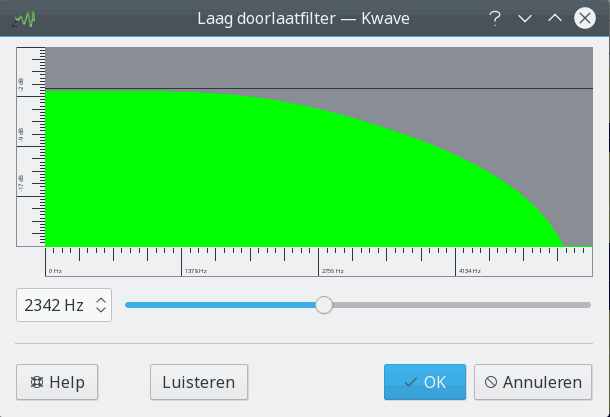 Laag doorlaatfilter — Kwave
-2 dB
-9 dB
-17 dB
0 Hz 1378Hz 2756 Hz 4134 Hz
2342 Hz
Help Luisteren OK Annuleren